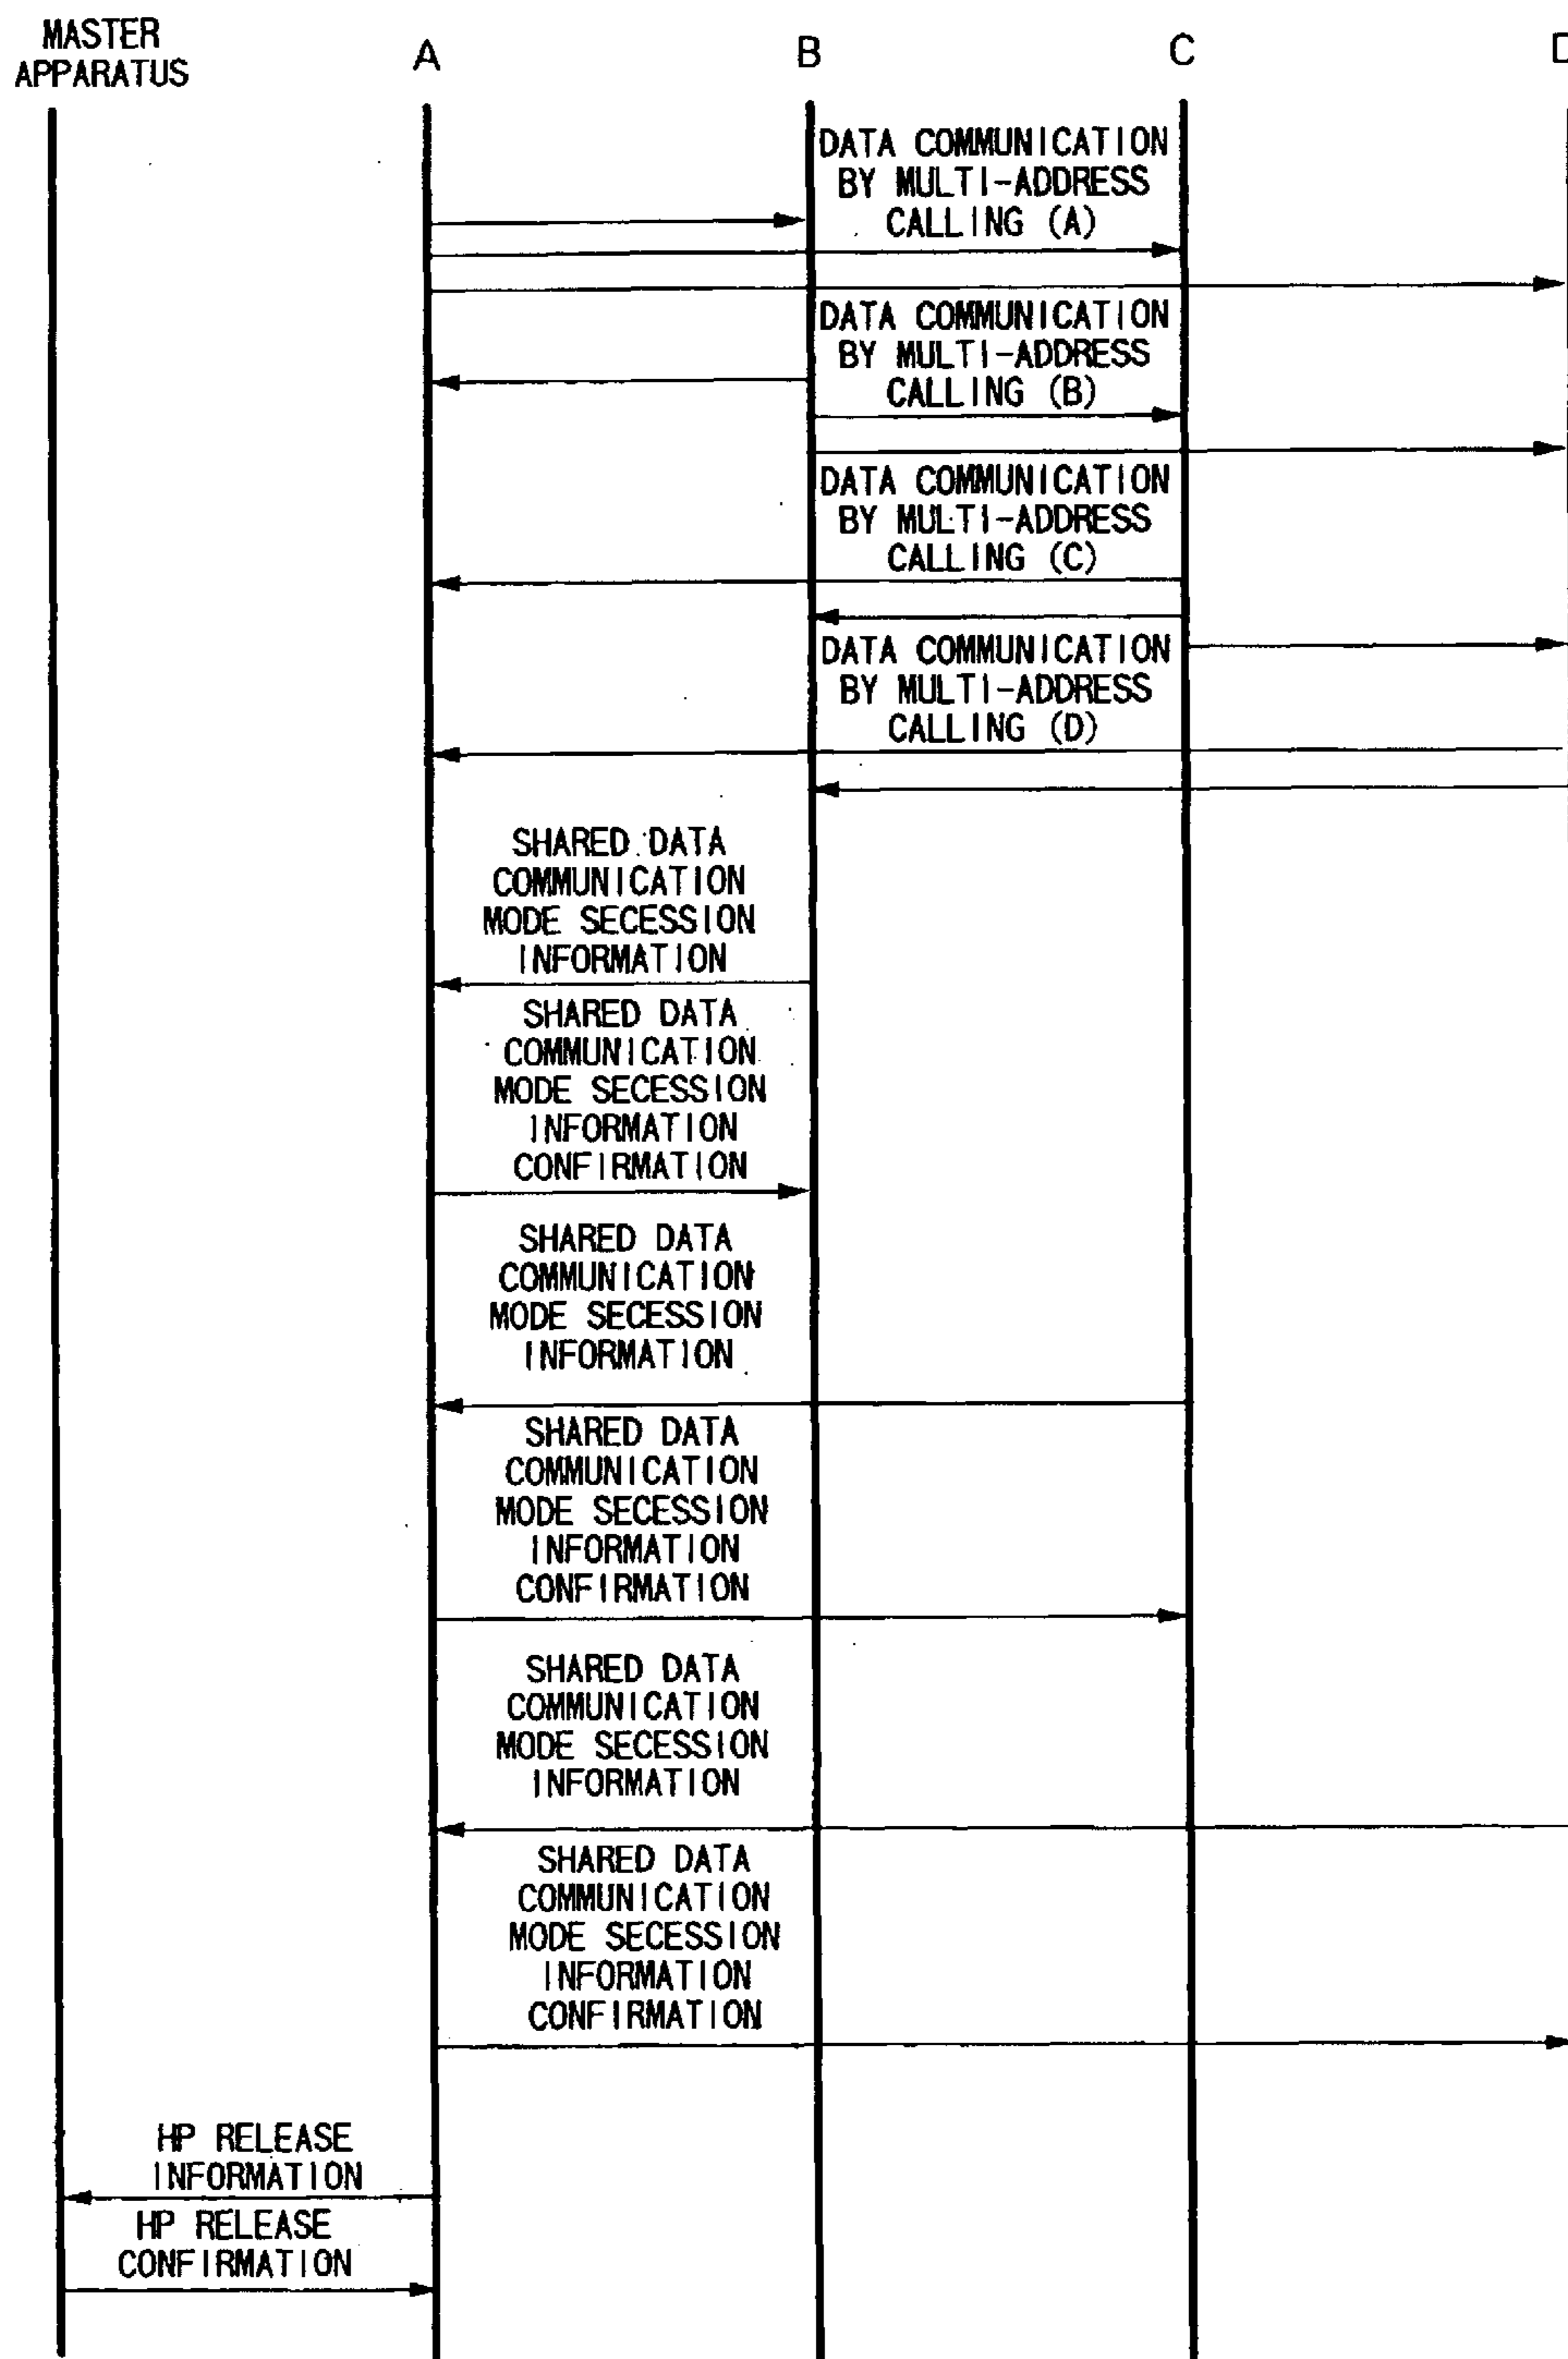 MASTER
APPARATUS
A
B
C
DATA COMMUNICATION
BY MULTI-ADDRESS
CALLING (A)
DATA COMMUNICATION
BY MULTI-ADDRESS
CALLING (B)
DATA COMMUNICATION
BY MULTI-ADDRESS
CALLING (C)
DATA COMMUNICATION
BY MULTI-ADDRESS
CALLING (D)
SHARED DATA
COMMUNICATION
MODE SECESSION
INFORMATION
SHARED DATA
COMMUNICATION
MODE SECESSION
INFORMATION
CONFIRMATION
SHARED DATA
COMMUNICATION
MODE SECESSION
INFORMATION
SHARED DATA
COMMUNICATION
MODE SECESSION
INFORMATION
CONFIRMATION
SHARED DATA
COMMUNICATION
MODE SECESSION
INFORMATION
SHARED DATA
COMMUNICATION
MODE SECESSION
INFORMATION
CONFIRMATION
HP RELEASE
INFORMATION
HP RELEASE
CONFIRMATION